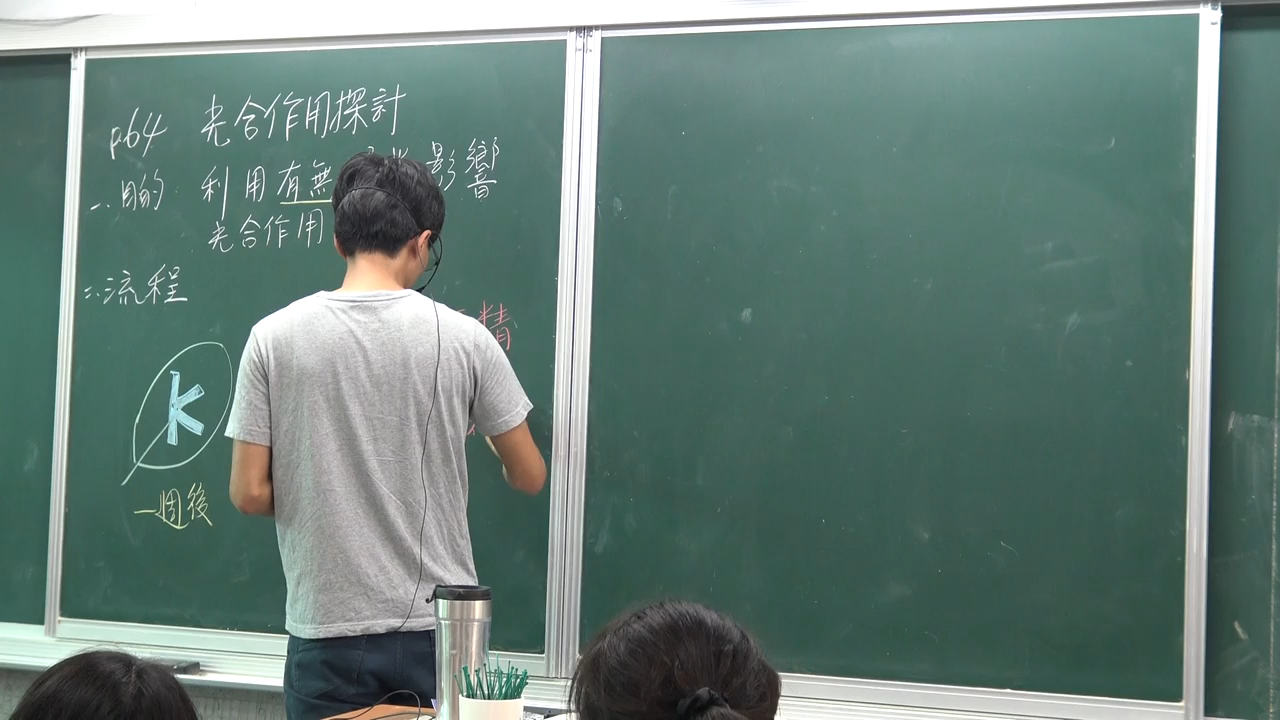 p64 光合作用探討
一、目的 利用有無 影響
光合作用
二、流程
精
K
一週後